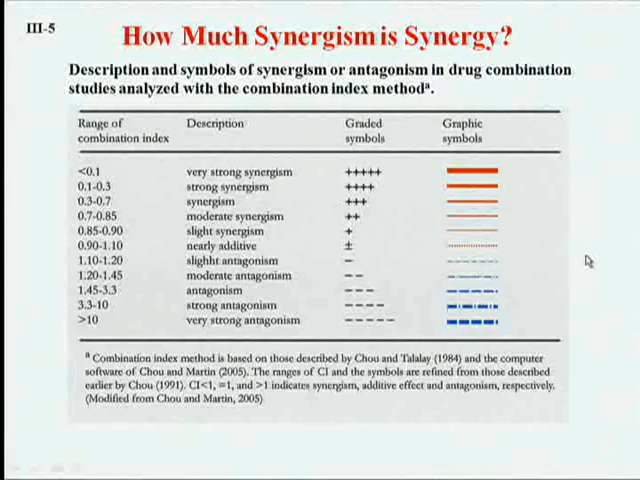 III-5
How Much Synergism is Synergy?
Description and symbols of synergism or antagonism in drug combination
studies analyzed with the combination index methodᵃ.
Range of combination index Description Graded symbols Graphic symbols
<0.1 very strong synergism +++++
0.1-0.3 strong synergism ++++
0.3-0.7 synergism +++
0.7-0.85 moderate synergism ++
0.85-0.90 slight synergism +
0.90-1.10 nearly additive ±
1.10-1.20 slighht antagonism –
1.20-1.45 moderate antagonism – –
1.45-3.3 antagonism – – –
3.3-10 strong antagonism – – – –
>10 very strong antagonism – – – – –
ᵃ Combination index method is based on those described by Chou and Talalay (1984) and the computer
software of Chou and Martin (2005). The ranges of CI and the symbols are refined from those described
earlier by Chou (1991). CI<1, =1, and >1 indicates synergism, additive effect and antagonism, respectively.
(Modified from Chou and Martin, 2005)